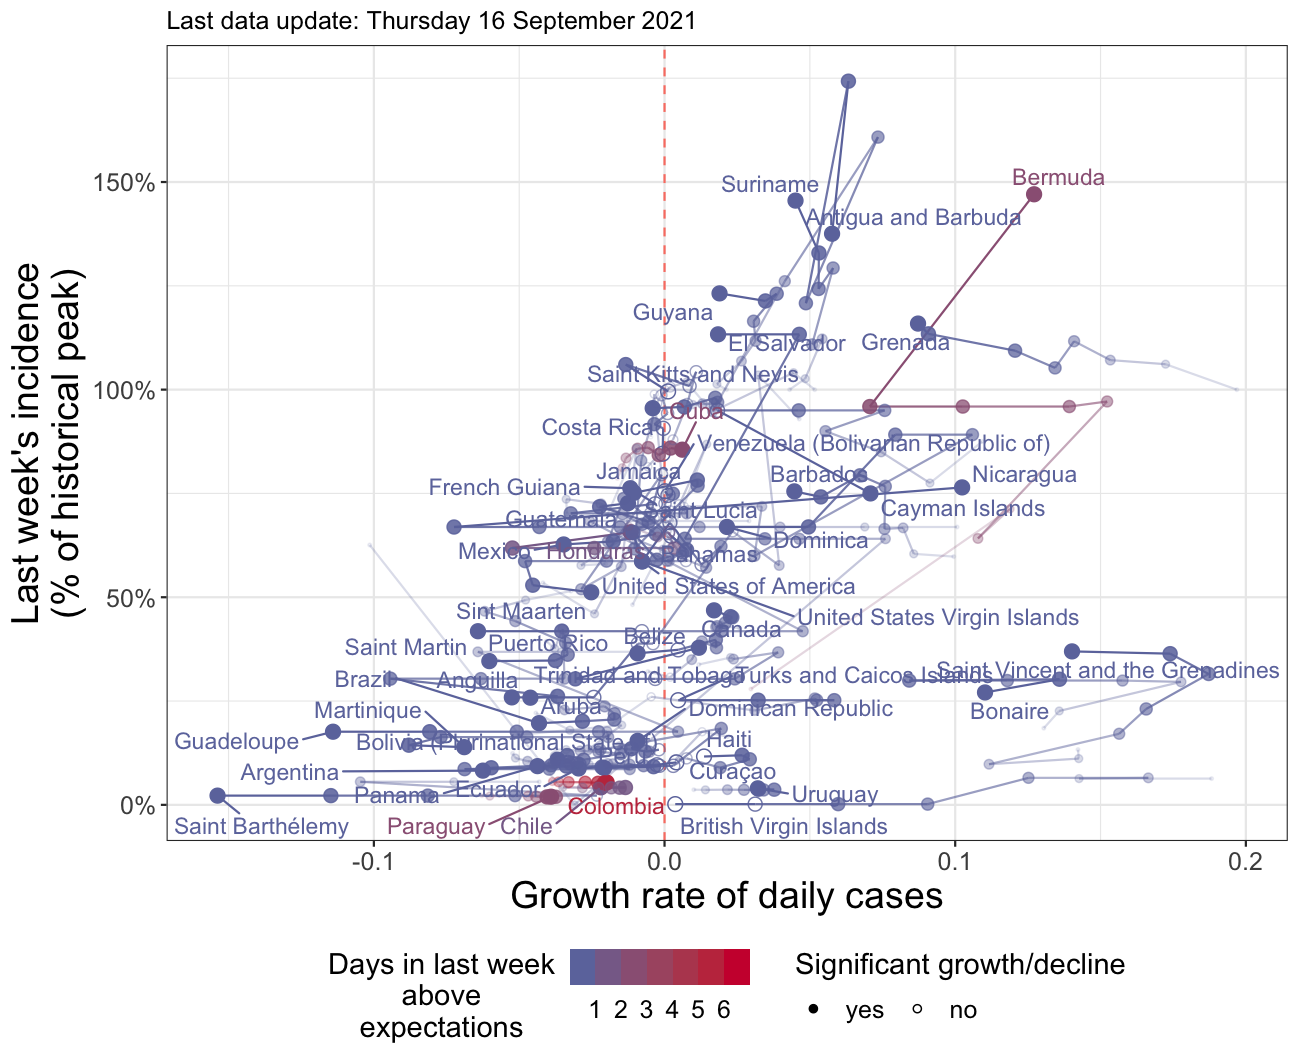 Last data update: Thursday 16 September 2021
Last week's incidence
(% of historical peak)
150%
100%
50%
0%
Bermuda
Suriname
Antigua and Barbuda
Guyana
El Salvador
Grenada
Saint Kitts and Nevis
Cuba
Costa Rica
Venezuela (Bolivarian Republic of)
Jamaica
Barbados
Nicaragua
French Guiana
Cayman Islands
Saint Lucia
Guatemala
Dominica
Mexico
Honduras
Bahamas
United States of America
Sint Maarten
United States Virgin Islands
Canada
Belize
Puerto Rico
Saint Martin
Saint Vincent and the Grenadines
Trinidad and Tobago
Turks and Caicos Islands
Brazil
Anguilla
Aruba
Dominican Republic
Bonaire
Martinique
Guadeloupe
Bolivia (Plurinational State of)
Haiti
Peru
Argentina
Curaçao
Ecuador
Panama
Uruguay
Colombia
Saint Barthélemy
Paraguay
Chile
British Virgin Islands
-0.1
0.0
0.1
0.2
Growth rate of daily cases
Days in last week
above
expectations
1 2 3 4 5 6
Significant growth/decline
yes
no